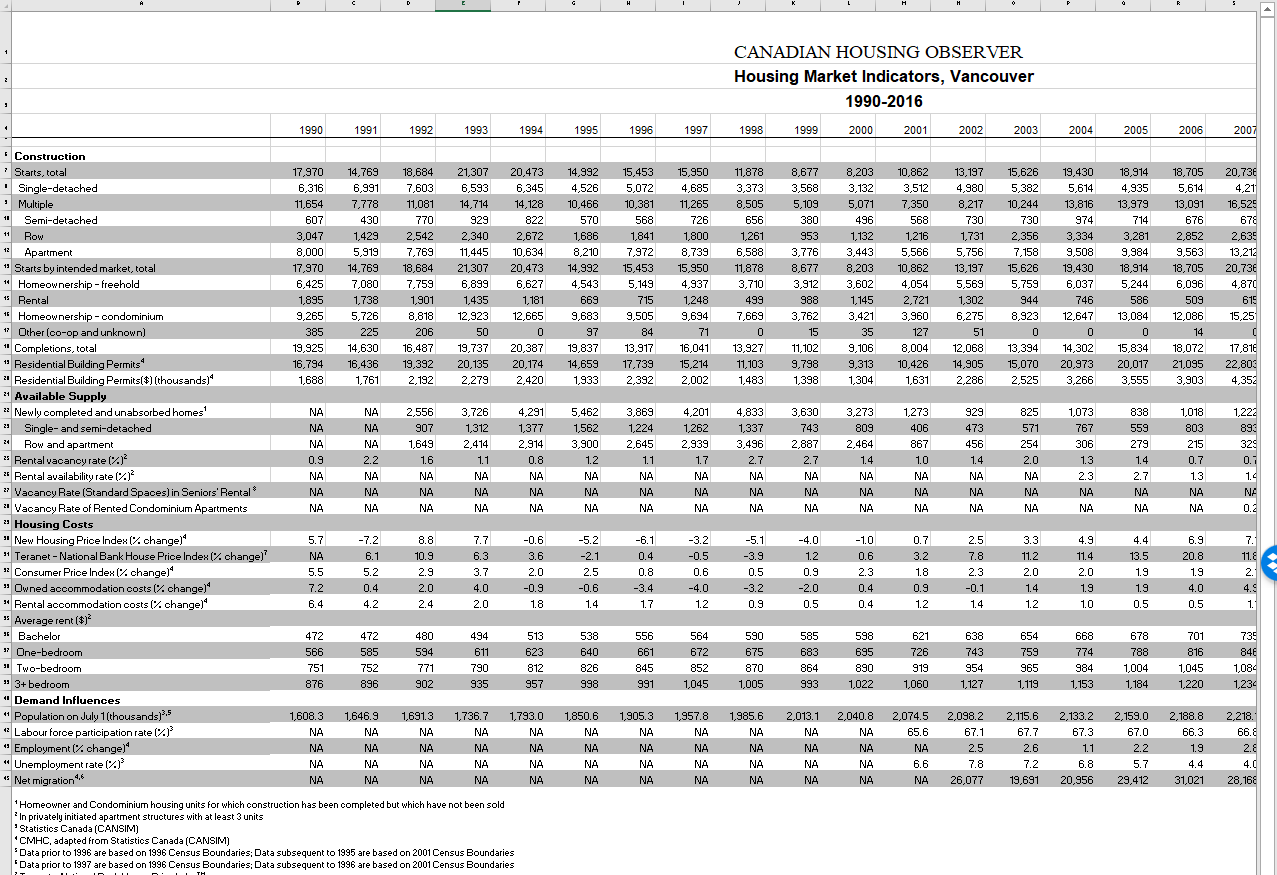 A B C D E F G H I J K L M N O P Q R S
1 CANADIAN HOUSING OBSERVER
2 Housing Market Indicators, Vancouver
3 1990-2016
4 1990 1991 1992 1993 1994 1995 1996 1997 1998 1999 2000 2001 2002 2003 2004 2005 2006 2007
6 Construction
7 Starts, total 17,970 14,769 18,684 21,307 20,473 14,992 15,453 15,950 11,878 8,677 8,203 10,862 13,197 15,626 19,430 18,914 18,705 20,736
8 Single-detached 6,316 6,991 7,603 6,593 6,345 4,526 5,072 4,685 3,373 3,568 3,132 3,512 4,980 5,382 5,614 4,935 5,614 4,21
9 Multiple 11,654 7,778 11,081 14,714 14,128 10,466 10,381 11,265 8,505 5,109 5,071 7,350 8,217 10,244 13,816 13,979 13,091 16,525
10 Semi-detached 607 430 770 929 822 570 568 726 656 380 496 568 730 730 974 714 676 678
11 Row 3,047 1,429 2,542 2,340 2,672 1,686 1,841 1,800 1,261 953 1,132 1,216 1,731 2,356 3,334 3,281 2,852 2,635
12 Apartment 8,000 5,919 7,769 11,445 10,634 8,210 7,972 8,739 6,588 3,776 3,443 5,566 5,756 7,158 9,508 9,984 9,563 13,212
13 Starts by intended market, total 17,970 14,769 18,684 21,307 20,473 14,992 15,453 15,950 11,878 8,677 8,203 10,862 13,197 15,626 19,430 18,914 18,705 20,736
14 Homeownership - freehold 6,425 7,080 7,759 6,899 6,627 4,543 5,149 4,937 3,710 3,912 3,602 4,054 5,569 5,759 6,037 5,244 6,096 4,870
15 Rental 1,895 1,738 1,901 1,435 1,181 669 715 1,248 499 988 1,145 2,721 1,302 944 746 586 509 615
16 Homeownership - condominium 9,265 5,726 8,818 12,923 12,665 9,683 9,505 9,694 7,669 3,762 3,421 3,960 6,275 8,923 12,647 13,084 12,086 15,25
17 Other (co-op and unknown) 385 225 206 50 0 97 84 71 0 15 35 127 51 0 0 0 14 0
18 Completions, total 19,925 14,630 16,487 19,737 20,387 19,837 13,917 16,041 13,927 11,102 9,106 8,004 12,068 13,394 14,302 15,834 18,072 17,816
19 Residential Building Permits⁴ 16,794 16,436 19,392 20,135 20,174 14,659 17,739 15,214 11,103 9,798 9,313 10,426 14,905 15,070 20,973 20,017 21,095 22,803
20 Residential Building Permits($) (thousands)⁴ 1,688 1,761 2,192 2,279 2,420 1,933 2,392 2,002 1,483 1,398 1,304 1,631 2,286 2,525 3,266 3,555 3,903 4,352
21 Available Supply
22 Newly completed and unabsorbed homes¹ NA NA 2,556 3,726 4,291 5,462 3,869 4,201 4,833 3,630 3,273 1,273 929 825 1,073 838 1,018 1,222
23 Single- and semi-detached NA NA 907 1,312 1,377 1,562 1,224 1,262 1,337 743 809 406 473 571 767 559 803 893
24 Row and apartment NA NA 1,649 2,414 2,914 3,900 2,645 2,939 3,496 2,887 2,464 867 456 254 306 279 215 329
25 Rental vacancy rate (%)² 0.9 2.2 1.6 1.1 0.8 1.2 1.1 1.7 2.7 2.7 1.4 1.0 1.4 2.0 1.3 1.4 0.7 0.7
26 Rental availability rate (%)² NA NA NA NA NA NA NA NA NA NA NA NA NA NA 2.3 2.7 1.3 1.4
27 Vacancy Rate (Standard Spaces) in Seniors' Rental ⁸ NA NA NA NA NA NA NA NA NA NA NA NA NA NA NA NA NA NA
28 Vacancy Rate of Rented Condominium Apartments NA NA NA NA NA NA NA NA NA NA NA NA NA NA NA NA NA 0.2
29 Housing Costs
30 New Housing Price Index (% change)⁴ 5.7 -7.2 8.8 7.7 -0.6 -5.2 -6.1 -3.2 -5.1 -4.0 -1.0 0.7 2.5 3.3 4.9 4.4 6.9 7.
31 Teranet - National Bank House Price Index (% change)⁷ NA 6.1 10.9 6.3 3.6 -2.1 0.4 -0.5 -3.9 1.2 0.6 3.2 7.8 11.2 11.4 13.5 20.8 11.8
32 Consumer Price Index (% change)⁴ 5.5 5.2 2.9 3.7 2.0 2.5 0.8 0.6 0.5 0.9 2.3 1.8 2.3 2.0 2.0 1.9 1.9 2.
33 Owned accommodation costs (% change)⁴ 7.2 0.4 2.0 4.0 -0.9 -0.6 -3.4 -4.0 -3.2 -2.0 0.4 0.9 -0.1 1.4 1.9 1.9 4.0 4.9
34 Rental accommodation costs (% change)⁴ 6.4 4.2 2.4 2.0 1.8 1.4 1.7 1.2 0.9 0.5 0.4 1.2 1.4 1.2 1.0 0.5 0.5 1.
35 Average rent ($)²
36 Bachelor 472 472 480 494 513 538 556 564 590 585 598 621 638 654 668 678 701 735
37 One-bedroom 566 585 594 611 623 640 661 672 675 683 695 726 743 759 774 788 816 846
38 Two-bedroom 751 752 771 790 812 826 845 852 870 864 890 919 954 965 984 1,004 1,045 1,084
39 3+ bedroom 876 896 902 935 957 998 991 1,045 1,005 993 1,022 1,060 1,127 1,119 1,153 1,184 1,220 1,234
40 Demand Influences
41 Population on July 1 (thousands)³,⁵ 1,608.3 1,646.9 1,691.3 1,736.7 1,793.0 1,850.6 1,905.3 1,957.8 1,985.6 2,013.1 2,040.8 2,074.5 2,098.2 2,115.6 2,133.2 2,159.0 2,188.8 2,218.
42 Labour force participation rate (%)³ NA NA NA NA NA NA NA NA NA NA NA 65.6 67.1 67.7 67.3 67.0 66.3 66.8
43 Employment (% change)⁴ NA NA NA NA NA NA NA NA NA NA NA NA 2.5 2.6 1.1 2.2 1.9 2.8
44 Unemployment rate (%)³ NA NA NA NA NA NA NA NA NA NA NA 6.6 7.8 7.2 6.8 5.7 4.4 4.0
45 Net migration⁴,⁶ NA NA NA NA NA NA NA NA NA NA NA NA 26,077 19,691 20,956 29,412 31,021 28,168
¹ Homeowner and Condominium housing units for which construction has been completed but which have not been sold
² In privately initiated apartment structures with at least 3 units
³ Statistics Canada (CANSIM)
⁴ CMHC, adapted from Statistics Canada (CANSIM)
⁵ Data prior to 1996 are based on 1996 Census Boundaries; Data subsequent to 1995 are based on 2001 Census Boundaries
⁶ Data prior to 1997 are based on 1996 Census Boundaries; Data subsequent to 1996 are based on 2001 Census Boundaries